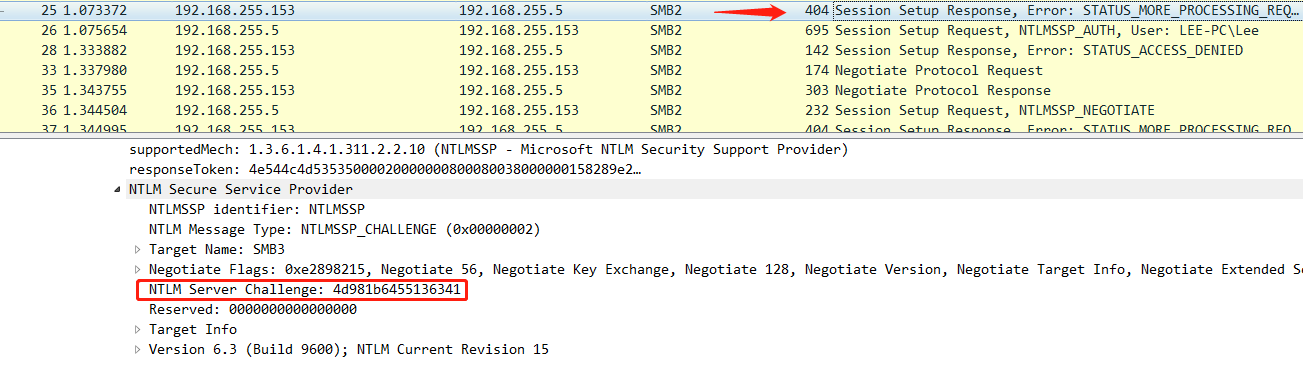 25 1.073372 192.168.255.153 192.168.255.5 SMB2 404 Session Setup Response, Error: STATUS_MORE_PROCESSING_REQ…
26 1.075654 192.168.255.5 192.168.255.153 SMB2 695 Session Setup Request, NTLMSSP_AUTH, User: LEE-PC\Lee
28 1.333882 192.168.255.153 192.168.255.5 SMB2 142 Session Setup Response, Error: STATUS_ACCESS_DENIED
33 1.337980 192.168.255.5 192.168.255.153 SMB2 174 Negotiate Protocol Request
35 1.343755 192.168.255.153 192.168.255.5 SMB2 303 Negotiate Protocol Response
36 1.344504 192.168.255.5 192.168.255.153 SMB2 232 Session Setup Request, NTLMSSP_NEGOTIATE
37 1.344995 192.168.255.153 192.168.255.5 SMB2 404 Session Setup Response, Error: STATUS_MORE_PROCESSING_REQ…
supportedMech: 1.3.6.1.4.1.311.2.2.10 (NTLMSSP - Microsoft NTLM Security Support Provider)
responseToken: 4e544c4d53535000020000000800080038000000158289e2…
NTLM Secure Service Provider
NTLMSSP identifier: NTLMSSP
NTLM Message Type: NTLMSSP_CHALLENGE (0x00000002)
Target Name: SMB3
Negotiate Flags: 0xe2898215, Negotiate 56, Negotiate Key Exchange, Negotiate 128, Negotiate Version, Negotiate Target Info, Negotiate Extended Se
NTLM Server Challenge: 4d981b6455136341
Reserved: 0000000000000000
Target Info
Version 6.3 (Build 9600); NTLM Current Revision 15